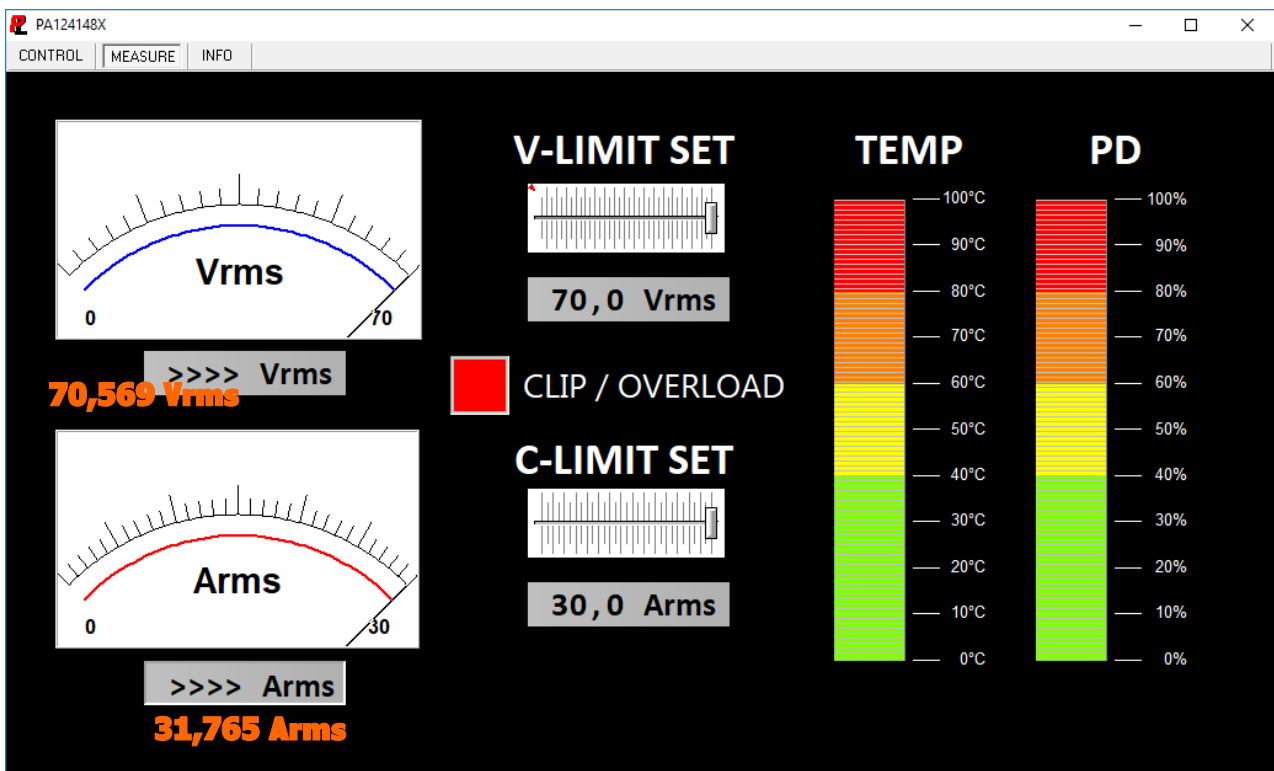 PA124148X
CONTROL MEASURE INFO
Vrms
0 70
>>>> Vrms
70,569 Vrms
Arms
0 30
>>>> Arms
31,765 Arms
V-LIMIT SET
70,0 Vrms
CLIP / OVERLOAD
C-LIMIT SET
30,0 Arms
TEMP
100°C
90°C
80°C
70°C
60°C
50°C
40°C
30°C
20°C
10°C
0°C
PD
100%
90%
80%
70%
60%
50%
40%
30%
20%
10%
0%